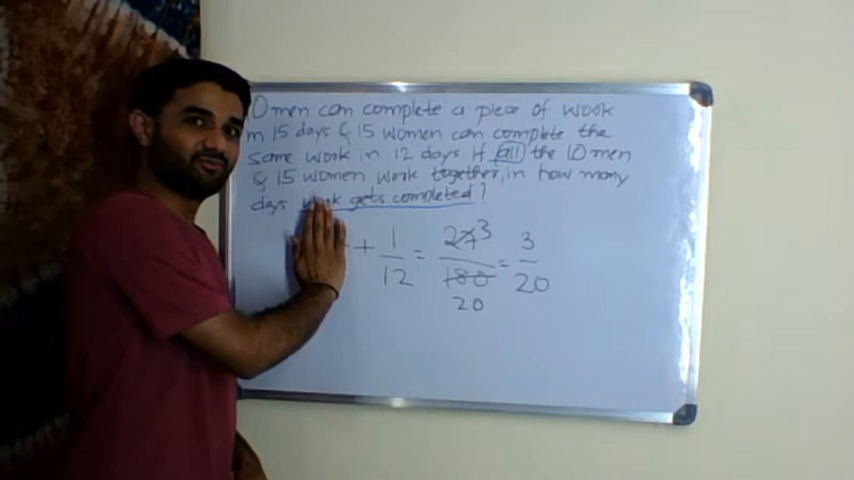 0 men can complete a piece of work
in 15 days & 15 women can complete the
same work in 12 days If all the 10 men
& 15 women work together, in how many
days work gets completed?
+ 1/12 = 27 3/180 20 = 3/20